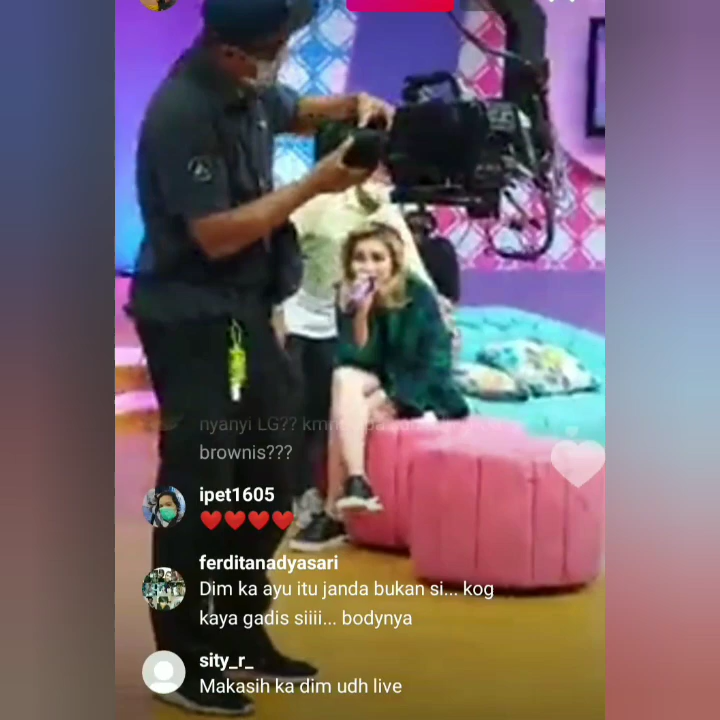 nyanyi LG??
brownis???
ipet1605
❤️❤️❤️❤️
ferditanadyasari
Dim ka ayu itu janda bukan si... kog
kaya gadis siiii... bodynya
sity_r_
Makasih ka dim udh live